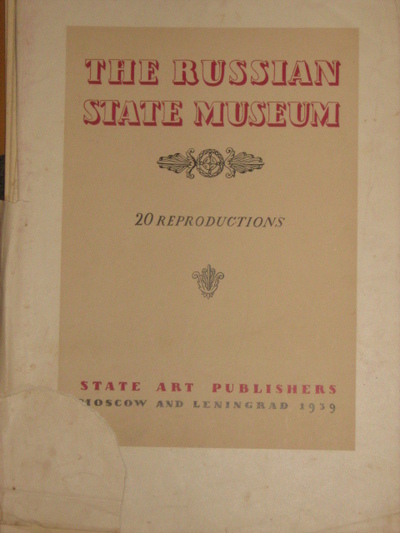 THE RUSSIAN
STATE MUSEUM
20 REPRODUCTIONS
STATE ART PUBLISHERS
MOSCOW AND LENINGRAD 1939